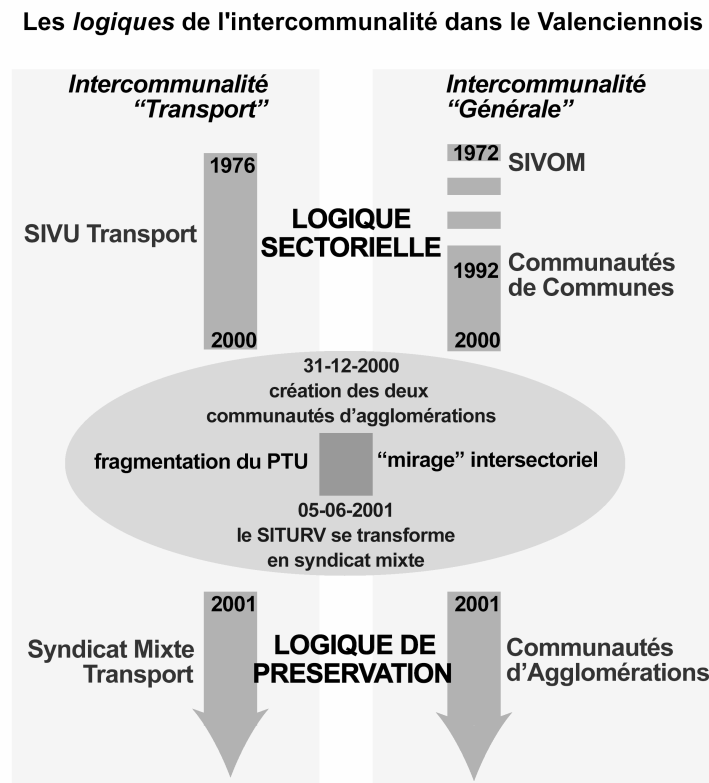 Les logiques de l'intercommunalité dans le Valenciennois
Intercommunalité
“Transport”
Intercommunalité
“Générale”
1976
SIVU Transport
2000
LOGIQUE
SECTORIELLE
1972
SIVOM
1992
Communautés
de Communes
2000
31-12-2000
création des deux
communautés d’agglomérations
fragmentation du PTU
“mirage” intersectoriel
05-06-2001
le SITURV se transforme
en syndicat mixte
2001
Syndicat Mixte
Transport
LOGIQUE DE
PRESERVATION
2001
Communautés
d’Agglomérations